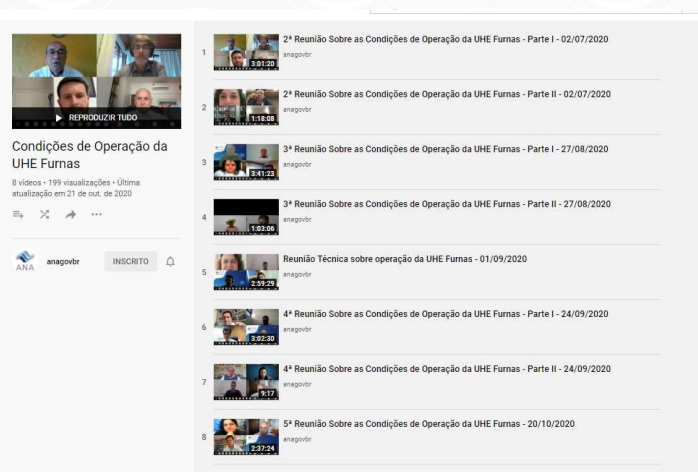 REPRODUZIR TUDO
Condições de Operação da
UHE Furnas
8 vídeos • 199 visualizações • Última
atualização em 21 de out. de 2020
ANA
anagovbr
INSCRITO
1
3:01:20
2ª Reunião Sobre as Condições de Operação da UHE Furnas - Parte I - 02/07/2020
anagovbr
2
1:18:08
2ª Reunião Sobre as Condições de Operação da UHE Furnas - Parte II - 02/07/2020
anagovbr
3
3:41:23
3ª Reunião Sobre as Condições de Operação da UHE Furnas - Parte I - 27/08/2020
anagovbr
4
1:03:06
3ª Reunião Sobre as Condições de Operação da UHE Furnas - Parte II - 27/08/2020
anagovbr
5
2:59:29
Reunião Técnica sobre operação da UHE Furnas - 01/09/2020
anagovbr
6
3:02:30
4ª Reunião Sobre as Condições de Operação da UHE Furnas - Parte I - 24/09/2020
anagovbr
7
9:17
4ª Reunião Sobre as Condições de Operação da UHE Furnas - Parte II - 24/09/2020
anagovbr
8
2:37:24
5ª Reunião Sobre as Condições de Operação da UHE Furnas - 20/10/2020
anagovbr